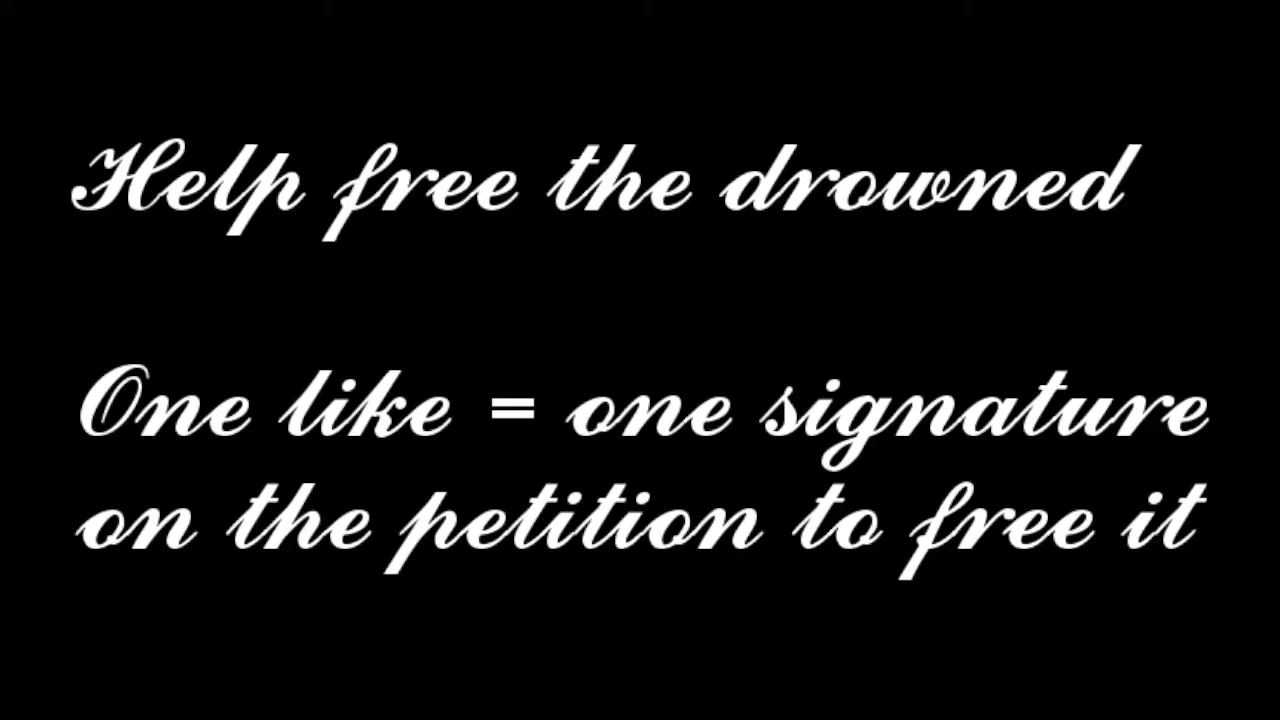 Help free the drowned
One like = one signature
on the petition to free it